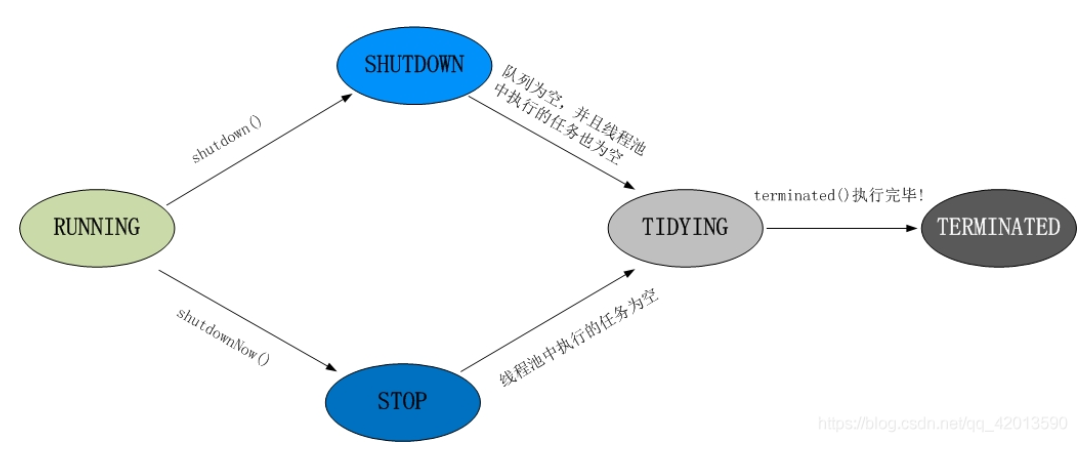 SHUTDOWN
队列为空，并且线程池
中执行的任务也为空
shutdown()
RUNNING
TIDYING
terminated()执行完毕!
TERMINATED
shutdownNow()
线程池中执行的任务为空
STOP
https://blog.csdn.net/qq_42013590